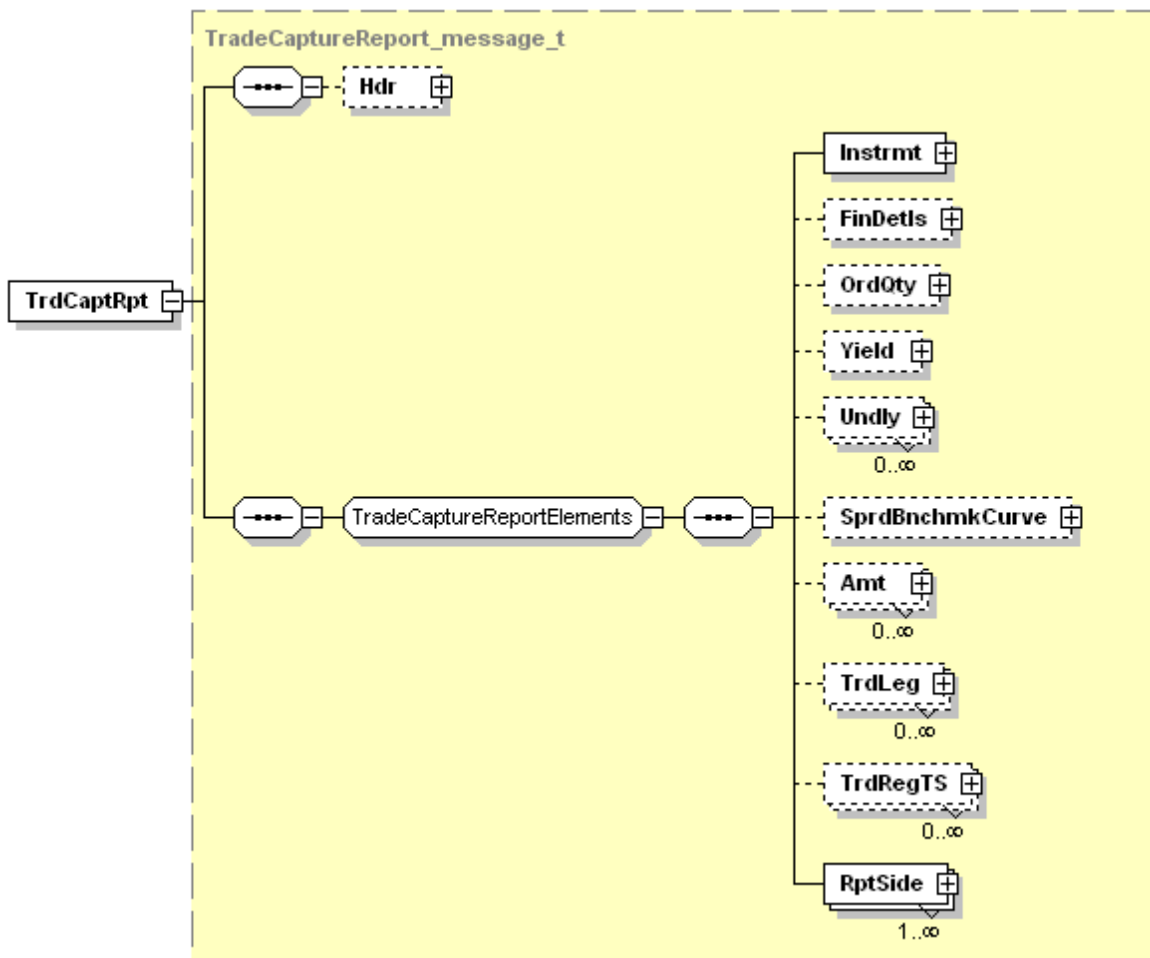 TradeCaptureReport_message_t
Hdr
Instrmt
FinDetls
OrdQty
TrdCaptRpt
Yield
Undly
0..∞
TradeCaptureReportElements
SprdBnchmkCurve
Amt
0..∞
TrdLeg
0..∞
TrdRegTS
0..∞
RptSide
1..∞